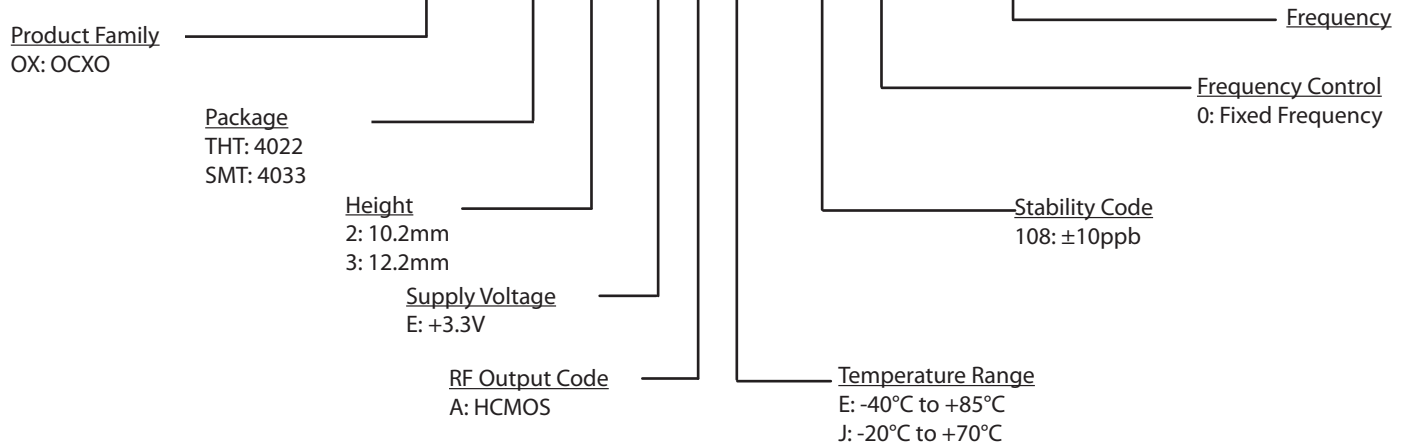 Frequency
Product Family
OX: OCXO
Frequency Control
0: Fixed Frequency
Package
THT: 4022
SMT: 4033
Height
2: 10.2mm
3: 12.2mm
Stability Code
108: ±10ppb
Supply Voltage
E: +3.3V
RF Output Code
A: HCMOS
Temperature Range
E: -40°C to +85°C
J: -20°C to +70°C